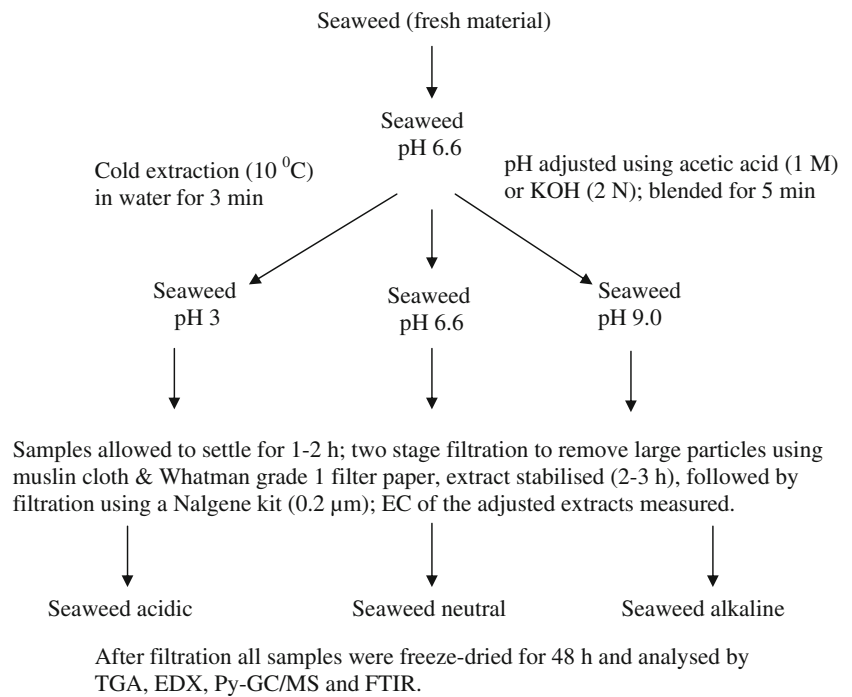 Seaweed (fresh material)
Seaweed
pH 6.6
Cold extraction (10 ⁰C)
in water for 3 min
pH adjusted using acetic acid (1 M)
or KOH (2 N); blended for 5 min
Seaweed
pH 3
Seaweed
pH 6.6
Seaweed
pH 9.0
Samples allowed to settle for 1-2 h; two stage filtration to remove large particles using
muslin cloth & Whatman grade 1 filter paper, extract stabilised (2-3 h), followed by
filtration using a Nalgene kit (0.2 µm); EC of the adjusted extracts measured.
Seaweed acidic
Seaweed neutral
Seaweed alkaline
After filtration all samples were freeze-dried for 48 h and analysed by
TGA, EDX, Py-GC/MS and FTIR.